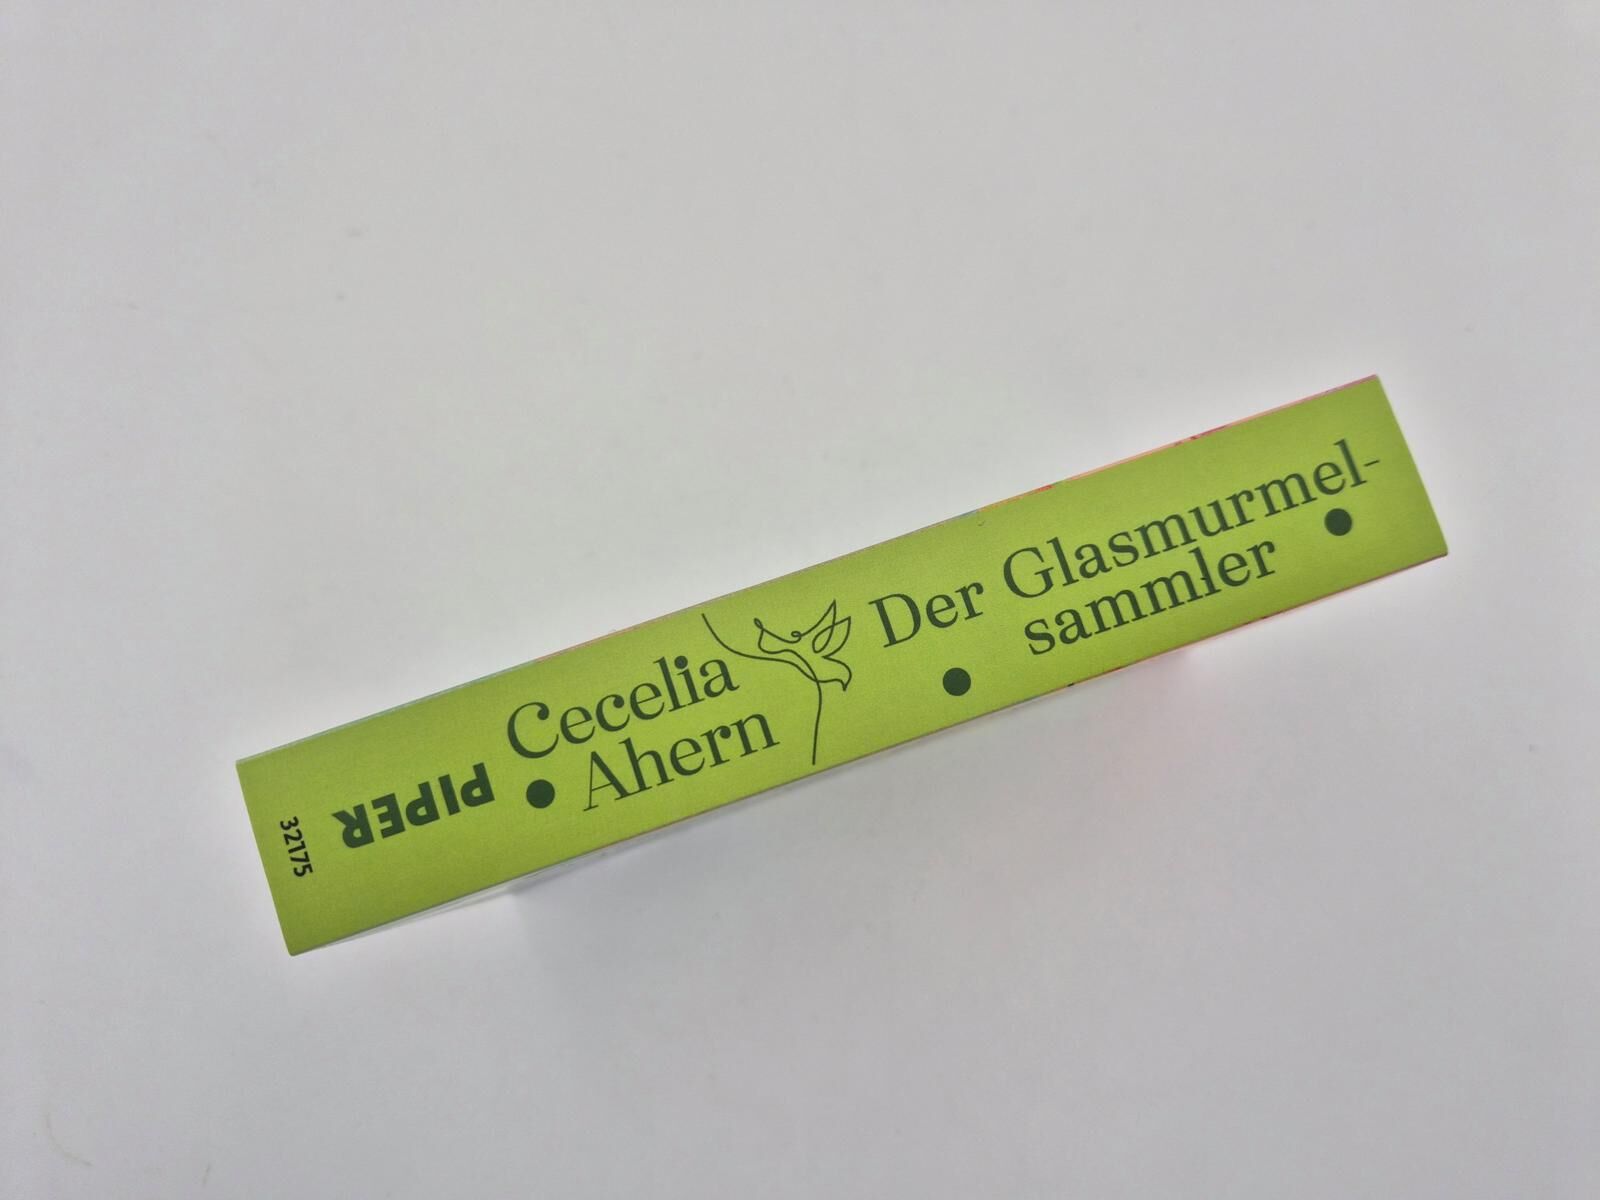 Cecelia
Ahern
Der Glasmurmel-
sammler
PIPER
32175